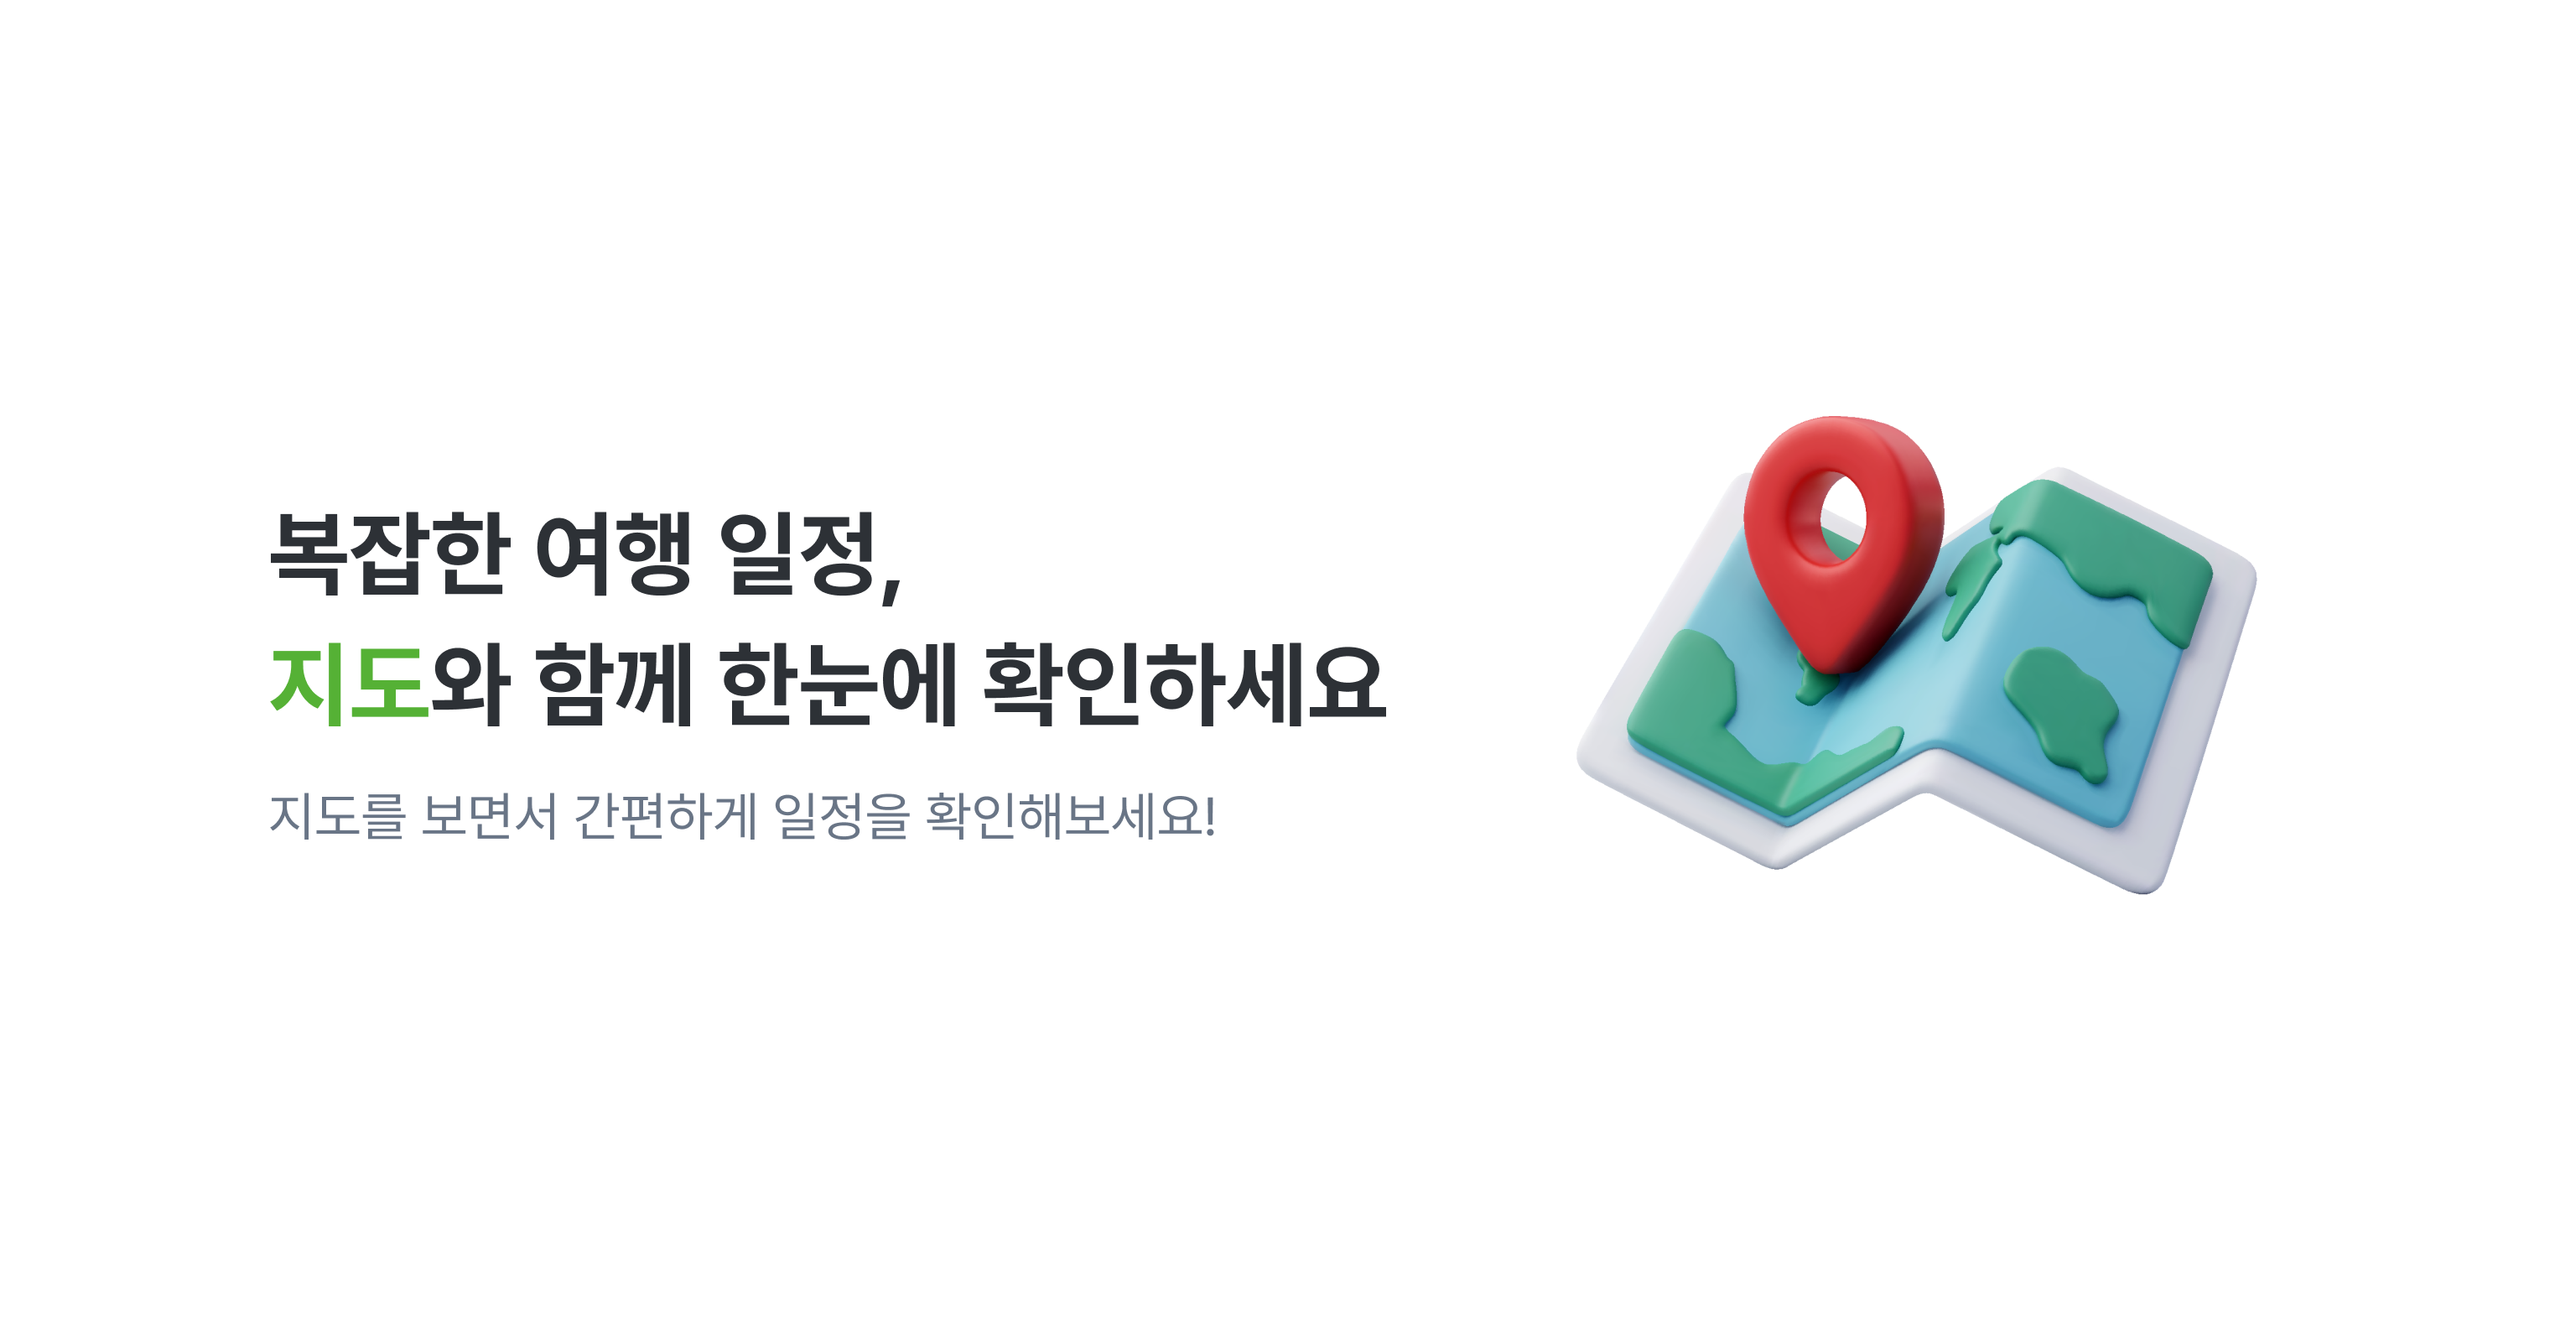 복잡한 여행 일정,
지도와 함께 한눈에 확인하세요
지도를 보면서 간편하게 일정을 확인해보세요!